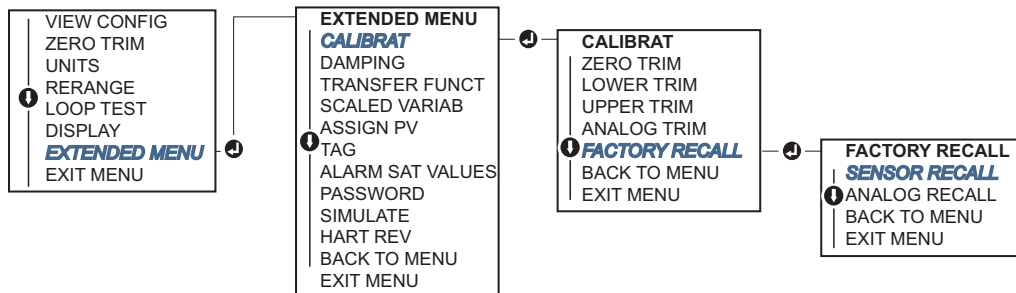 VIEW CONFIG
ZERO TRIM
UNITS
RERANGE
LOOP TEST
DISPLAY
EXTENDED MENU
EXIT MENU
EXTENDED MENU
CALIBRAT
DAMPING
TRANSFER FUNCT
SCALED VARIAB
ASSIGN PV
TAG
ALARM SAT VALUES
PASSWORD
SIMULATE
HART REV
BACK TO MENU
EXIT MENU
CALIBRAT
ZERO TRIM
LOWER TRIM
UPPER TRIM
ANALOG TRIM
FACTORY RECALL
BACK TO MENU
EXIT MENU
FACTORY RECALL
SENSOR RECALL
ANALOG RECALL
BACK TO MENU
EXIT MENU